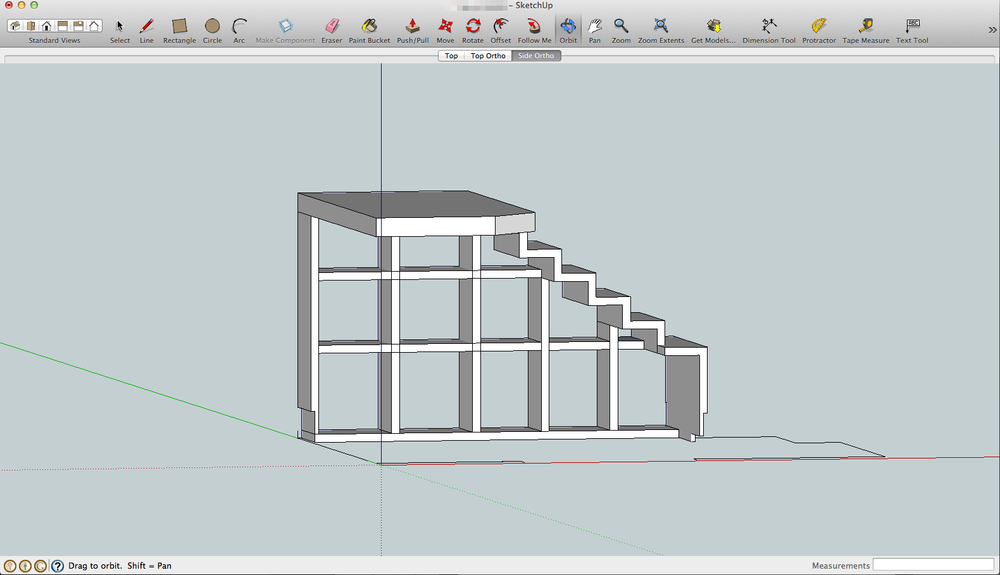 – SketchUp
Standard Views Select Line Rectangle Circle Arc Make Component Eraser Paint Bucket Push/Pull Move Rotate Offset Follow Me Orbit Pan Zoom Zoom Extents Get Models... Dimension Tool Protractor Tape Measure Text Tool
Top Top Ortho Side Ortho
Drag to orbit. Shift = Pan Measurements